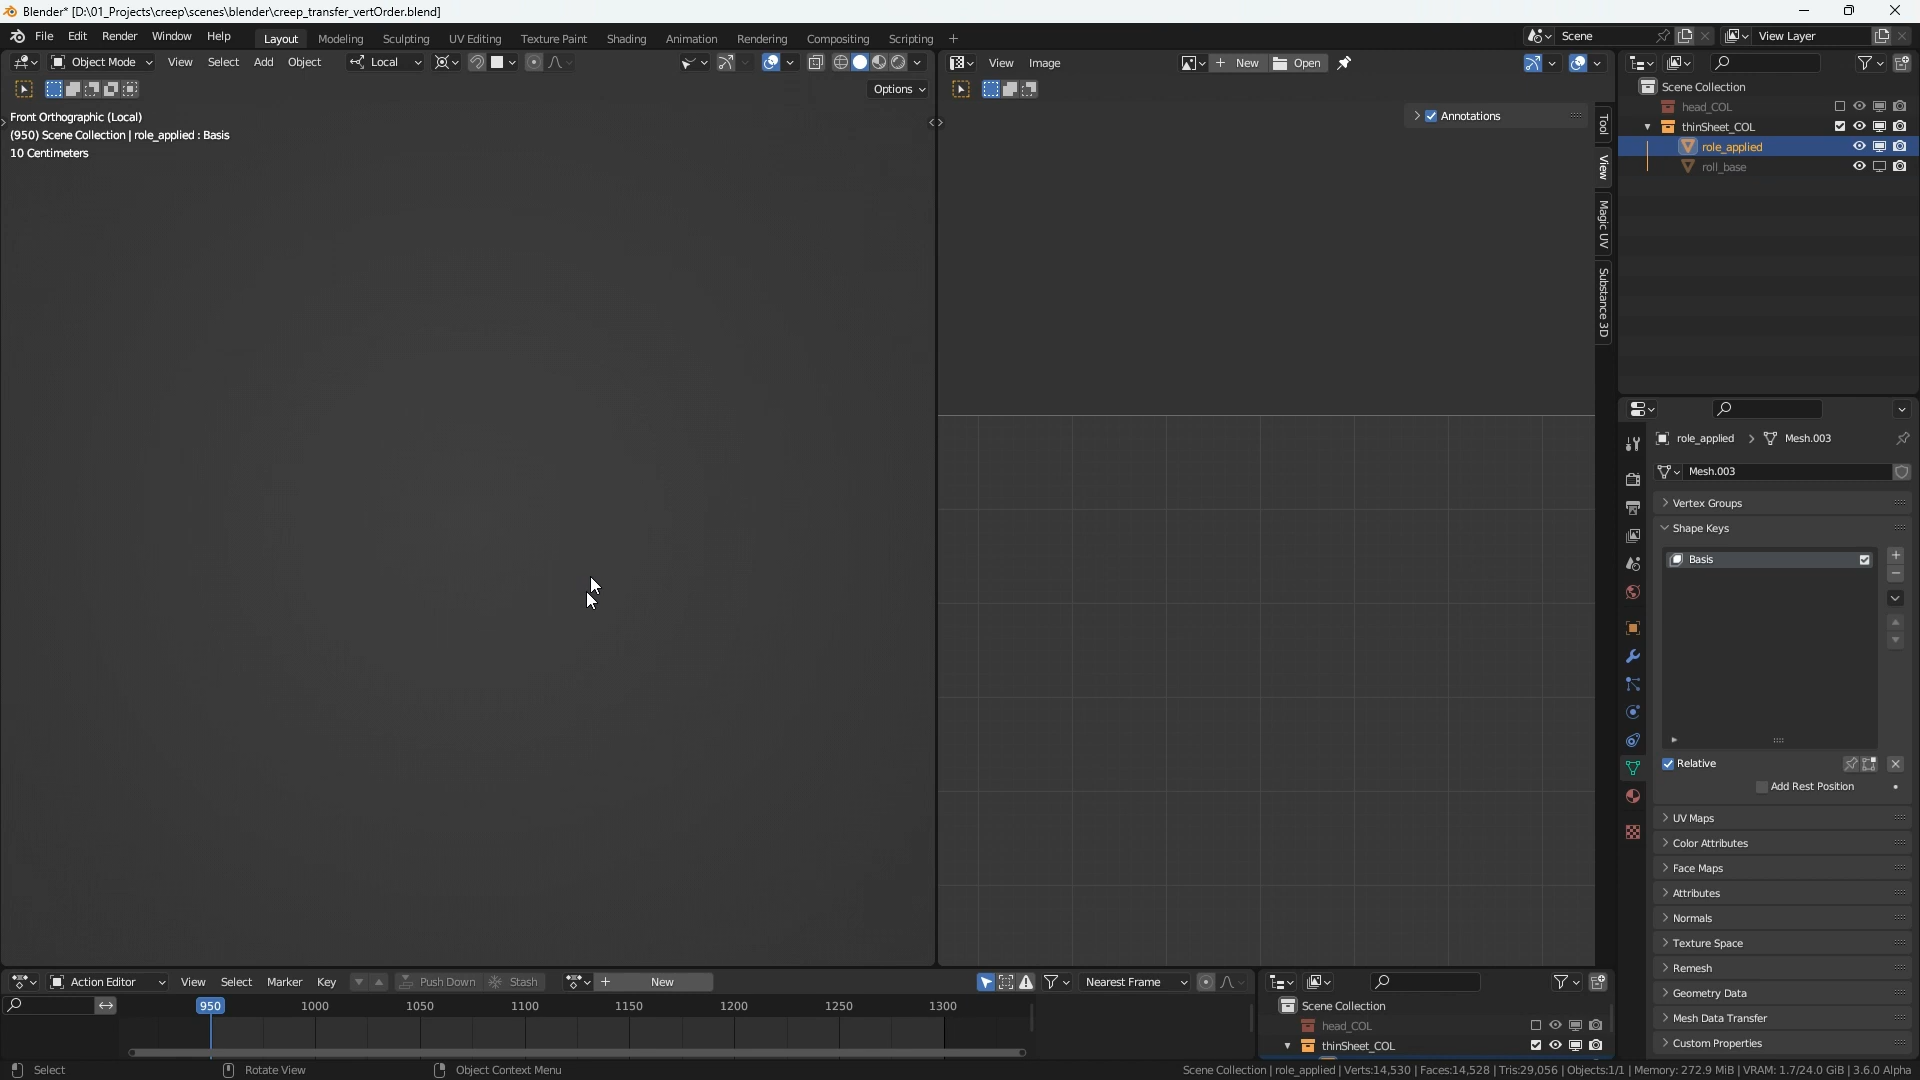 Blender* [D:\01_Projects\creep\scenes\blender\creep_transfer_vertOrder.blend]
File Edit Render Window Help Layout Modeling Sculpting UV Editing Texture Paint Shading Animation Rendering Compositing Scripting + Scene View Layer
Object Mode View Select Add Object Local
View Image + New Open
Options
Front Orthographic (Local)
(950) Scene Collection | role_applied : Basis
10 Centimeters
Annotations
Tool
View
Magic UV
Substance 3D
Scene Collection
head_COL
thinSheet_COL
role_applied
roll_base
role_applied > Mesh.003
Mesh.003
Vertex Groups
Shape Keys
Basis
Relative
Add Rest Position
UV Maps
Color Attributes
Face Maps
Attributes
Normals
Texture Space
Remesh
Geometry Data
Mesh Data Transfer
Custom Properties
Action Editor View Select Marker Key Push Down Stash + New Nearest Frame
950 1000 1050 1100 1150 1200 1250 1300
Scene Collection
head_COL
thinSheet_COL
Select Rotate View Object Context Menu
Scene Collection | role_applied | Verts:14,530 | Faces:14,528 | Tris:29,056 | Objects:1/1 | Memory: 272.9 MiB | VRAM: 1.7/24.0 GiB | 3.6.0 Alpha